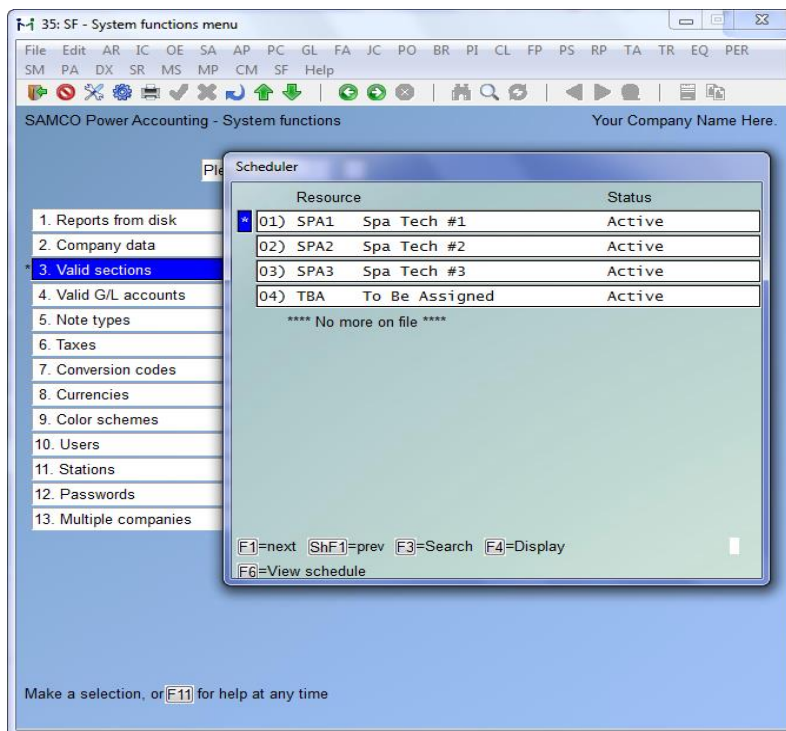 35: SF - System functions menu
File Edit AR IC OE SA AP PC GL FA JC PO BR PI CL FP PS RP TA TR EQ PER
SM PA DX SR MS MP CM SF Help
SAMCO Power Accounting - System functions Your Company Name Here.
Ple
Scheduler
Resource Status
* 01) SPA1 Spa Tech #1 Active
02) SPA2 Spa Tech #2 Active
03) SPA3 Spa Tech #3 Active
04) TBA To Be Assigned Active
**** No more on file ****
F1=next ShF1=prev F3=Search F4=Display
F6=View schedule
1. Reports from disk
2. Company data
* 3. Valid sections
4. Valid G/L accounts
5. Note types
6. Taxes
7. Conversion codes
8. Currencies
9. Color schemes
10. Users
11. Stations
12. Passwords
13. Multiple companies
Make a selection, or F11 for help at any time